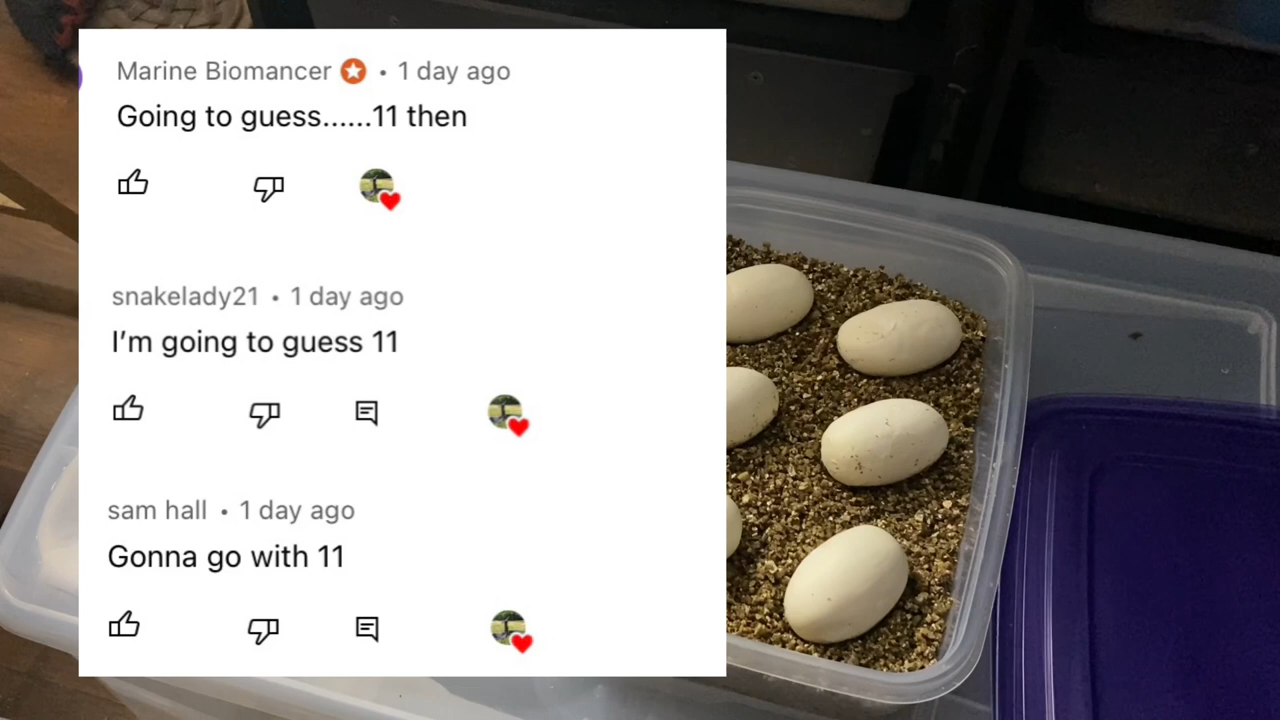 Marine Biomancer • 1 day ago
Going to guess......11 then
snakelady21 • 1 day ago
I’m going to guess 11
sam hall • 1 day ago
Gonna go with 11